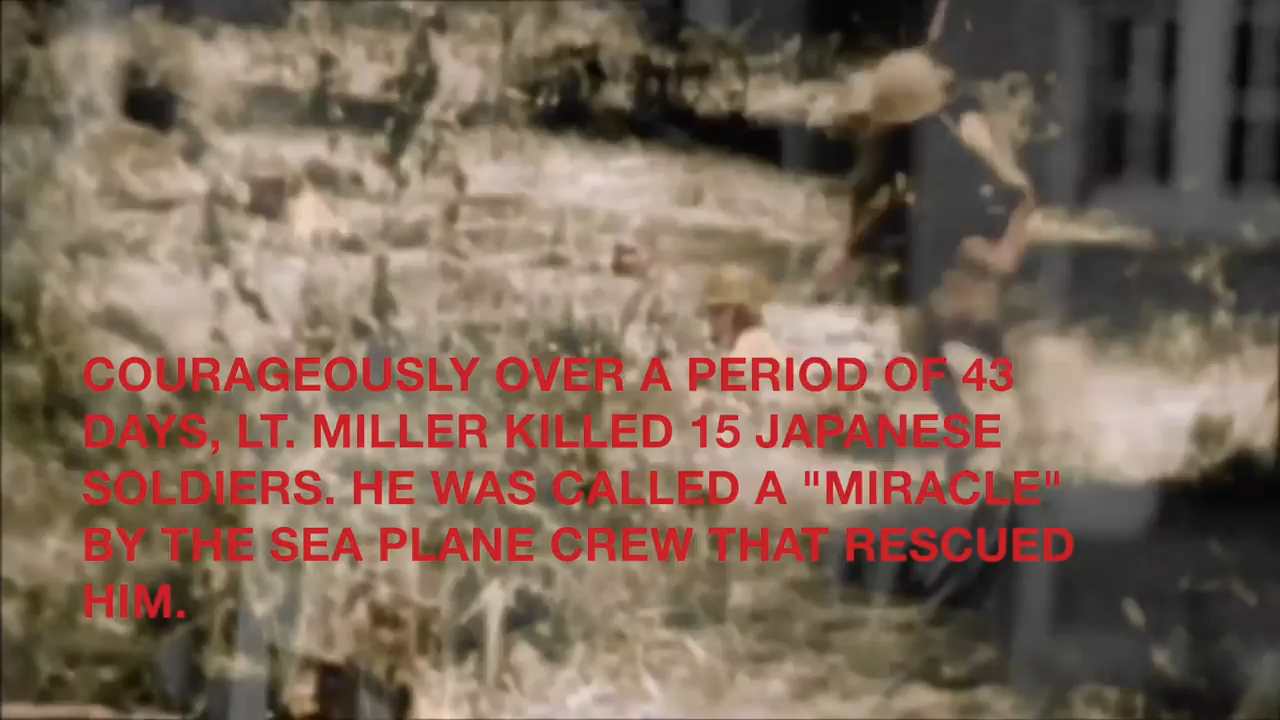 COURAGEOUSLY OVER A PERIOD OF 43
DAYS, LT. MILLER KILLED 15 JAPANESE
SOLDIERS. HE WAS CALLED A "MIRACLE"
BY THE SEA PLANE CREW THAT RESCUED
HIM.